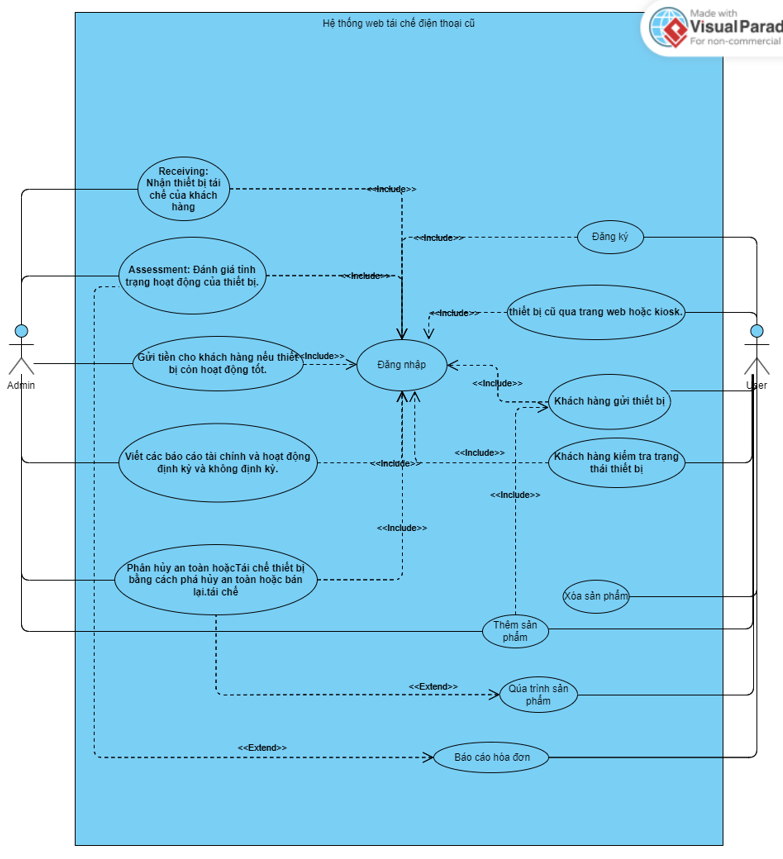 Hệ thống web tái chế điện thoại cũ
Made with
VisualParad
For non-commercial
Receiving:
Nhận thiết bị tái
chế của khách
hàng
<<Include>>
<<Include>>
Đăng ký
Assessment: Đánh giá tình
trạng hoạt động của thiết bị.
<<Include>>
<<Include>>
thiết bị cũ qua trang web hoặc kiosk.
Gửi tiền cho khách hàng nếu thiết
bị còn hoạt động tốt.
<<Include>>
Đăng nhập
Admin
User
<<Include>>
Khách hàng gửi thiết bị
Viết các báo cáo tài chính và hoạt động
định kỳ và không định kỳ.
<<Include>>
<<Include>>
Khách hàng kiểm tra trạng
thái thiết bị
<<Include>>
<<Include>>
Phân hủy an toàn hoặcTái chế thiết bị
bằng cách phá hủy an toàn hoặc bán
lại.tái chế
Xóa sản phẩm
Thêm sản
phẩm
<<Extend>>
Qúa trình sản
phẩm
<<Extend>>
Báo cáo hóa đơn